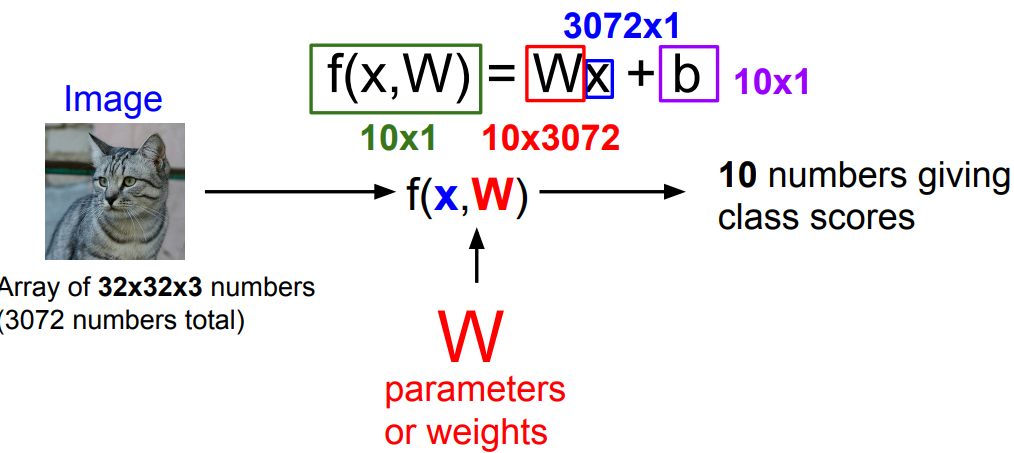 3072x1
f(x,W) = Wx + b 10x1
10x1 10x3072
Image
f(x,W)
10 numbers giving
class scores
Array of 32x32x3 numbers
(3072 numbers total)
W
parameters
or weights